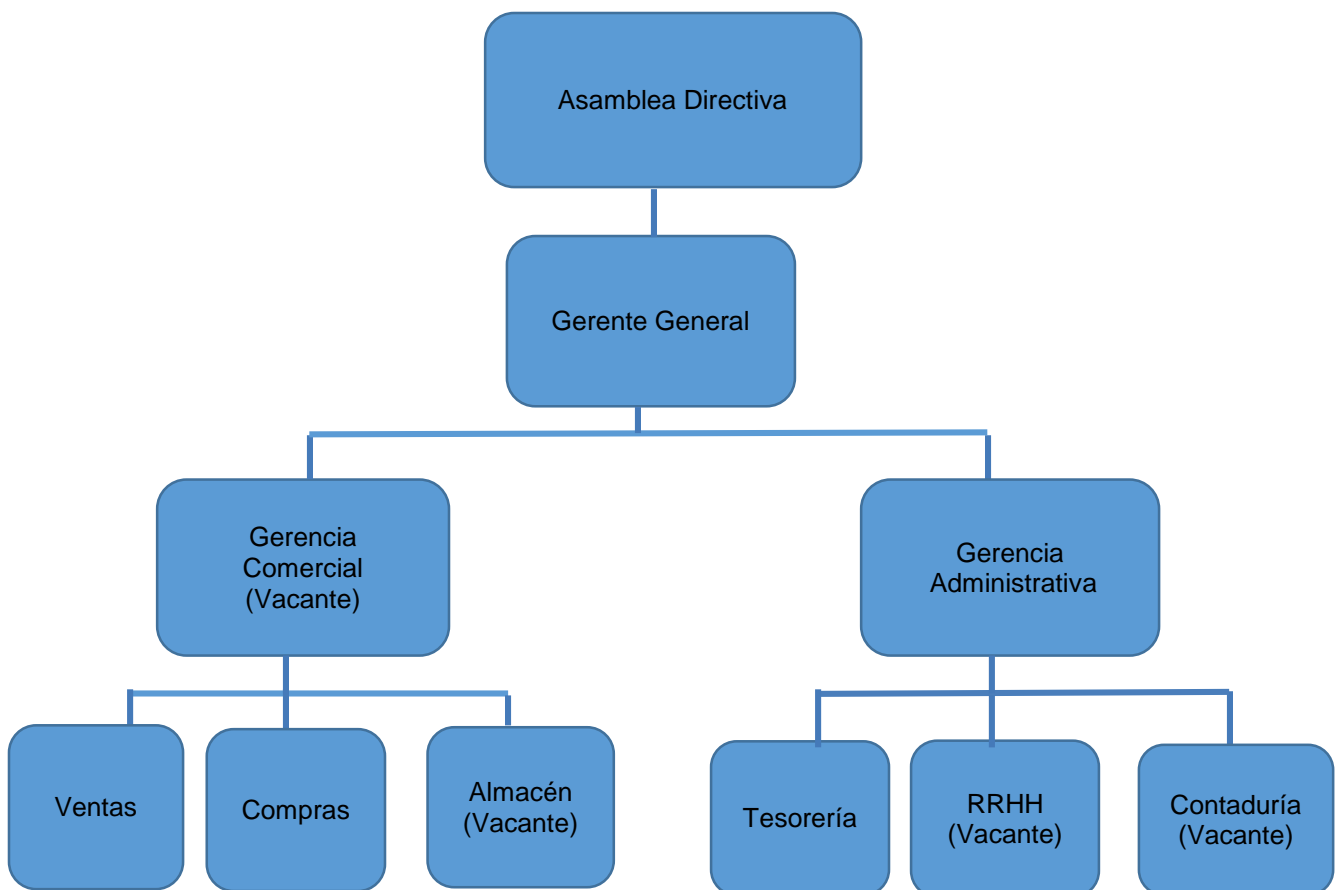 Asamblea Directiva
Gerente General
Gerencia
Comercial
(Vacante)
Gerencia
Administrativa
Ventas
Compras
Almacén
(Vacante)
Tesorería
RRHH
(Vacante)
Contaduría
(Vacante)